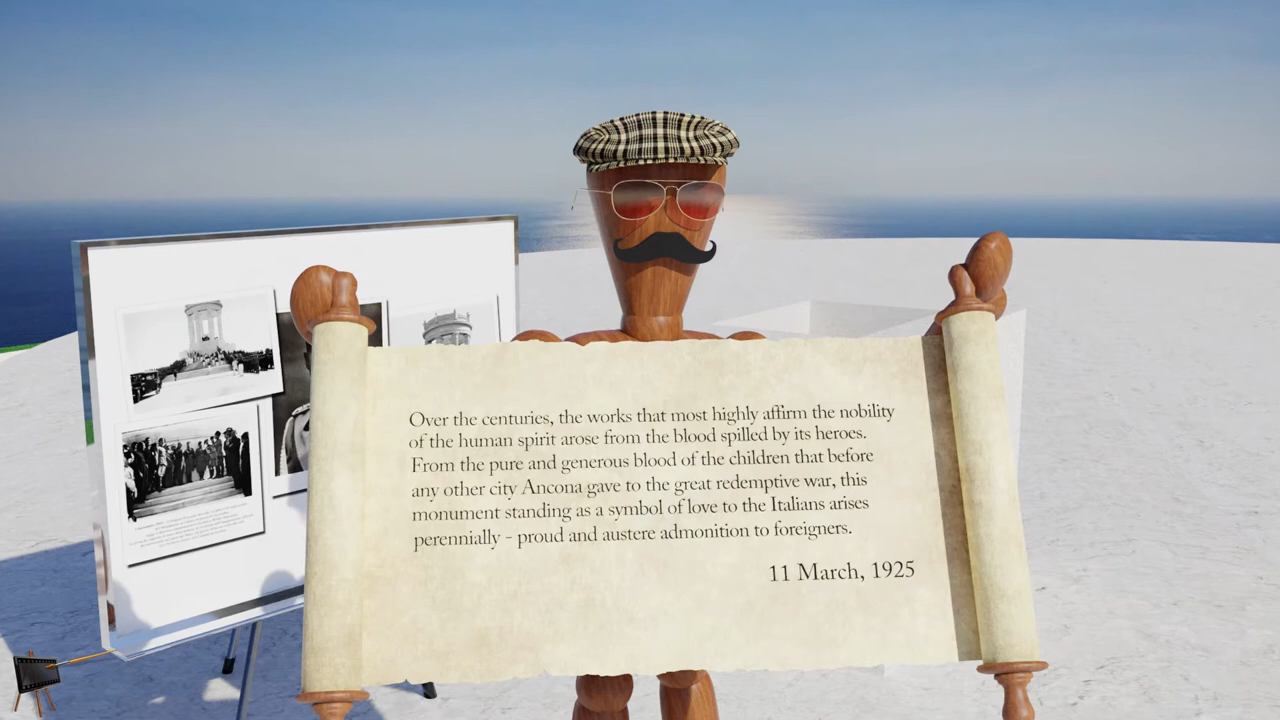 Over the centuries, the works that most highly affirm the nobility
of the human spirit arose from the blood spilled by its heroes.
From the pure and generous blood of the children that before
any other city Ancona gave to the great redemptive war, this
monument standing as a symbol of love to the Italians arises
perennially - proud and austere admonition to foreigners.
11 March, 1925